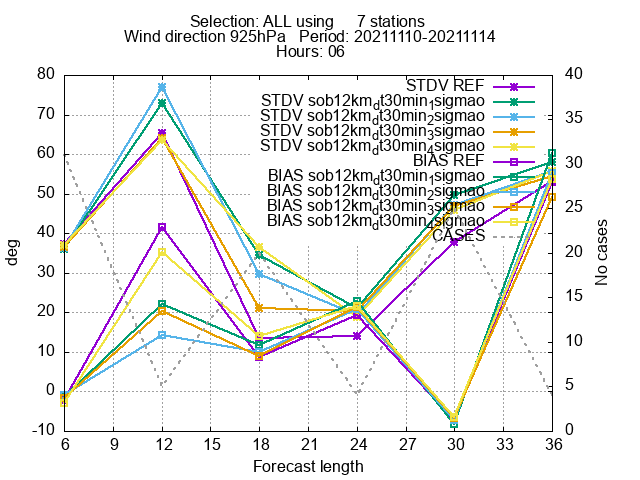 Selection: ALL using 7 stations
Wind direction 925hPa Period: 20211110-20211114
Hours: 06
STDV REF
STDV sob12km_dt30min_1sigmao
STDV sob12km_dt30min_2sigmao
STDV sob12km_dt30min_3sigmao
STDV sob12km_dt30min_4sigmao
BIAS REF
BIAS sob12km_dt30min_1sigmao
BIAS sob12km_dt30min_2sigmao
BIAS sob12km_dt30min_3sigmao
BIAS sob12km_dt30min_4sigmao
CASES
deg
80
70
60
50
40
30
20
10
0
-10
No cases
40
35
30
25
20
15
10
5
0
6 9 12 15 18 21 24 27 30 33 36
Forecast length